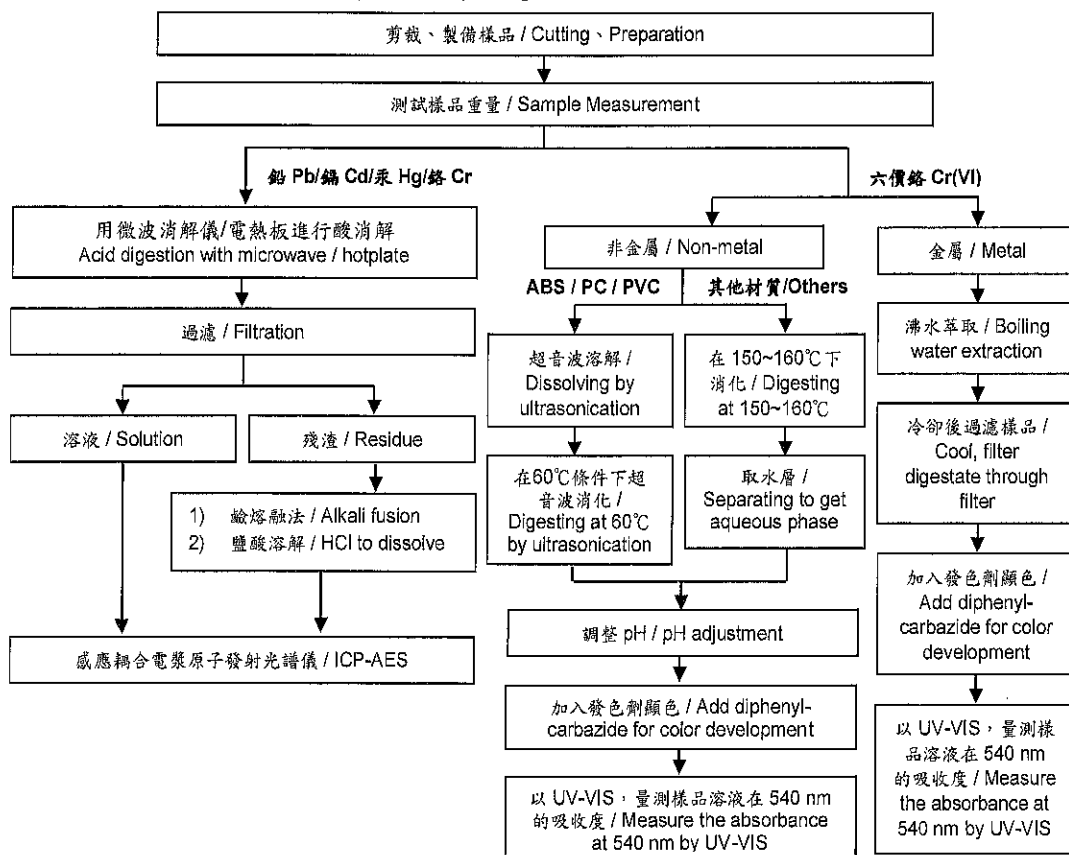 剪裁、製備樣品 / Cutting、Preparation
測試樣品重量 / Sample Measurement
鉛 Pb/鎘 Cd/汞 Hg/鉻 Cr
六價鉻 Cr(VI)
用微波消解儀/電熱板進行酸消解
Acid digestion with microwave / hotplate
過濾 / Filtration
溶液 / Solution
殘渣 / Residue
1) 鹼熔融法 / Alkali fusion
2) 鹽酸溶解 / HCl to dissolve
感應耦合電漿原子發射光譜儀 / ICP-AES
非金屬 / Non-metal
ABS / PC / PVC
其他材質/Others
超音波溶解 /
Dissolving by
ultrasonication
在60℃條件下超
音波消化 /
Digesting at 60℃
by ultrasonication
在 150~160℃下
消化 / Digesting
at 150~160℃
取水層 /
Separating to get
aqueous phase
調整 pH / pH adjustment
加入發色劑顯色 / Add diphenyl-
carbazide for color development
以 UV-VIS，量測樣品溶液在 540 nm
的吸收度 / Measure the absorbance
at 540 nm by UV-VIS
金屬 / Metal
沸水萃取 / Boiling
water extraction
冷卻後過濾樣品 /
Cool, filter
digestate through
filter
加入發色劑顯色 /
Add diphenyl-
carbazide for color
development
以 UV-VIS，量測樣
品溶液在 540 nm
的吸收度 / Measure
the absorbance at
540 nm by UV-VIS